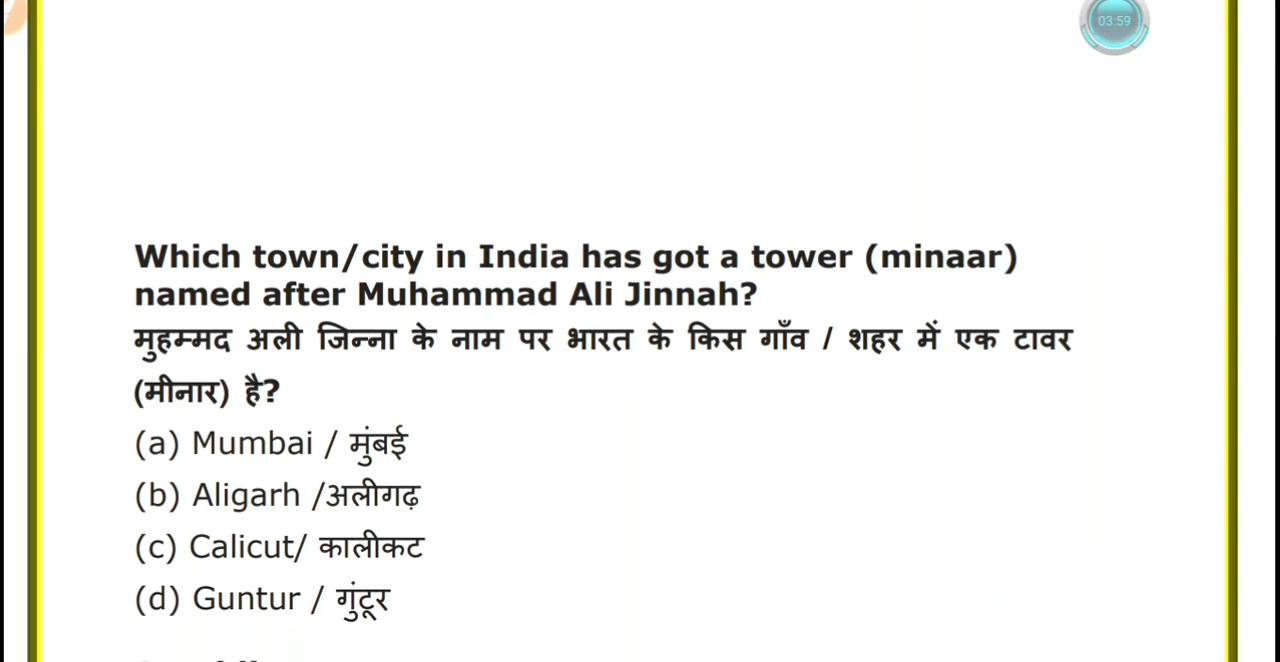 03:59
Which town/city in India has got a tower (minaar)
named after Muhammad Ali Jinnah?
मुहम्मद अली जिन्ना के नाम पर भारत के किस गाँव / शहर में एक टावर
(मीनार) है?
(a) Mumbai / मुंबई
(b) Aligarh /अलीगढ़
(c) Calicut/ कालीकट
(d) Guntur / गुंटूर